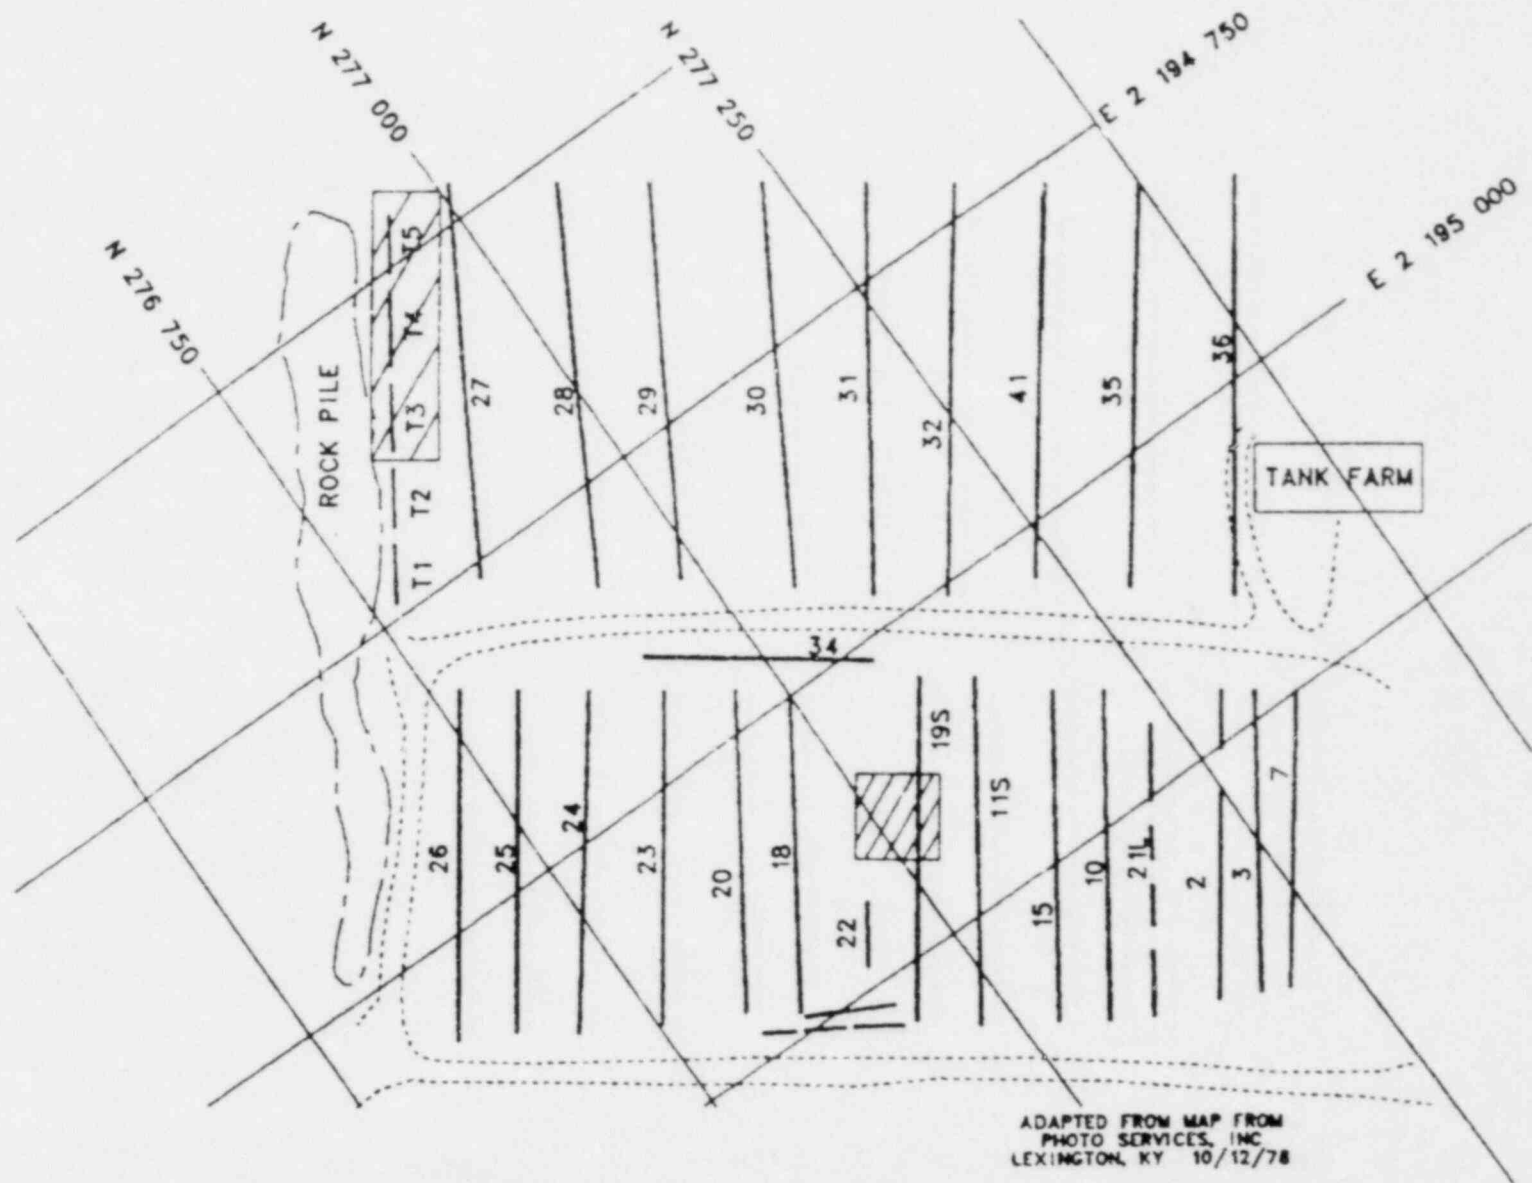 N 277 000
N 277 250
E 2 194 750
E 2 195 000
N 276 750
ROCK PILE
T5
T4
T3
T2
T1
27
28
29
30
31
32
41
35
36
TANK FARM
34
26
25
24
23
20
18
22
19S
11S
15
10
21L
2
3
7
ADAPTED FROM MAP FROM
PHOTO SERVICES, INC
LEXINGTON, KY 10/12/78